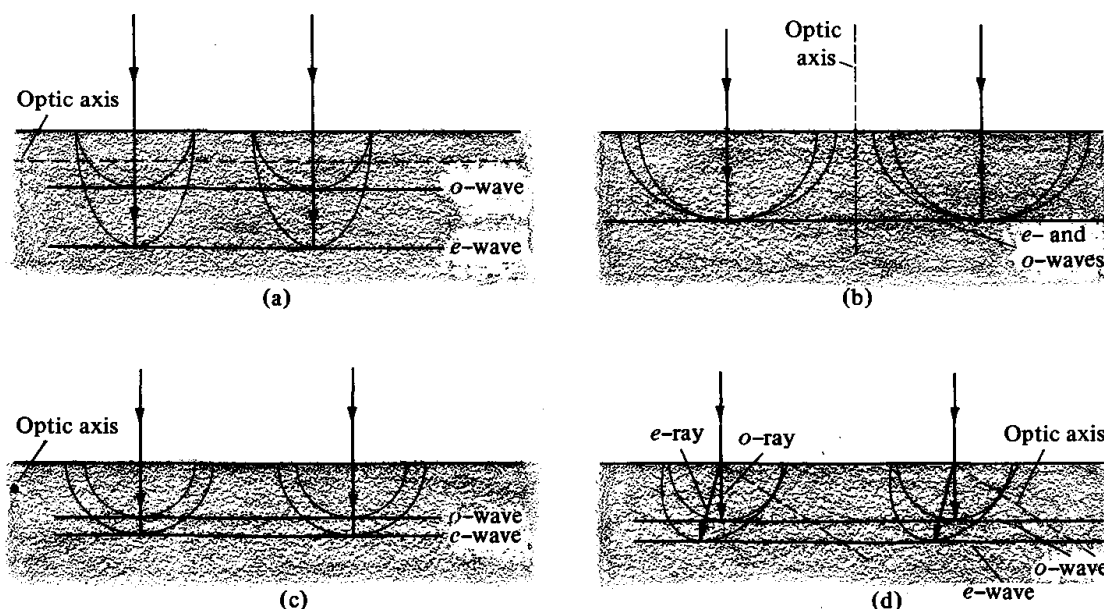 Optic axis
o-wave
e-wave
(a)
Optic
axis
e- and
o-waves
(b)
Optic axis
o-wave
e-wave
(c)
e-ray
o-ray
Optic axis
o-wave
e-wave
(d)